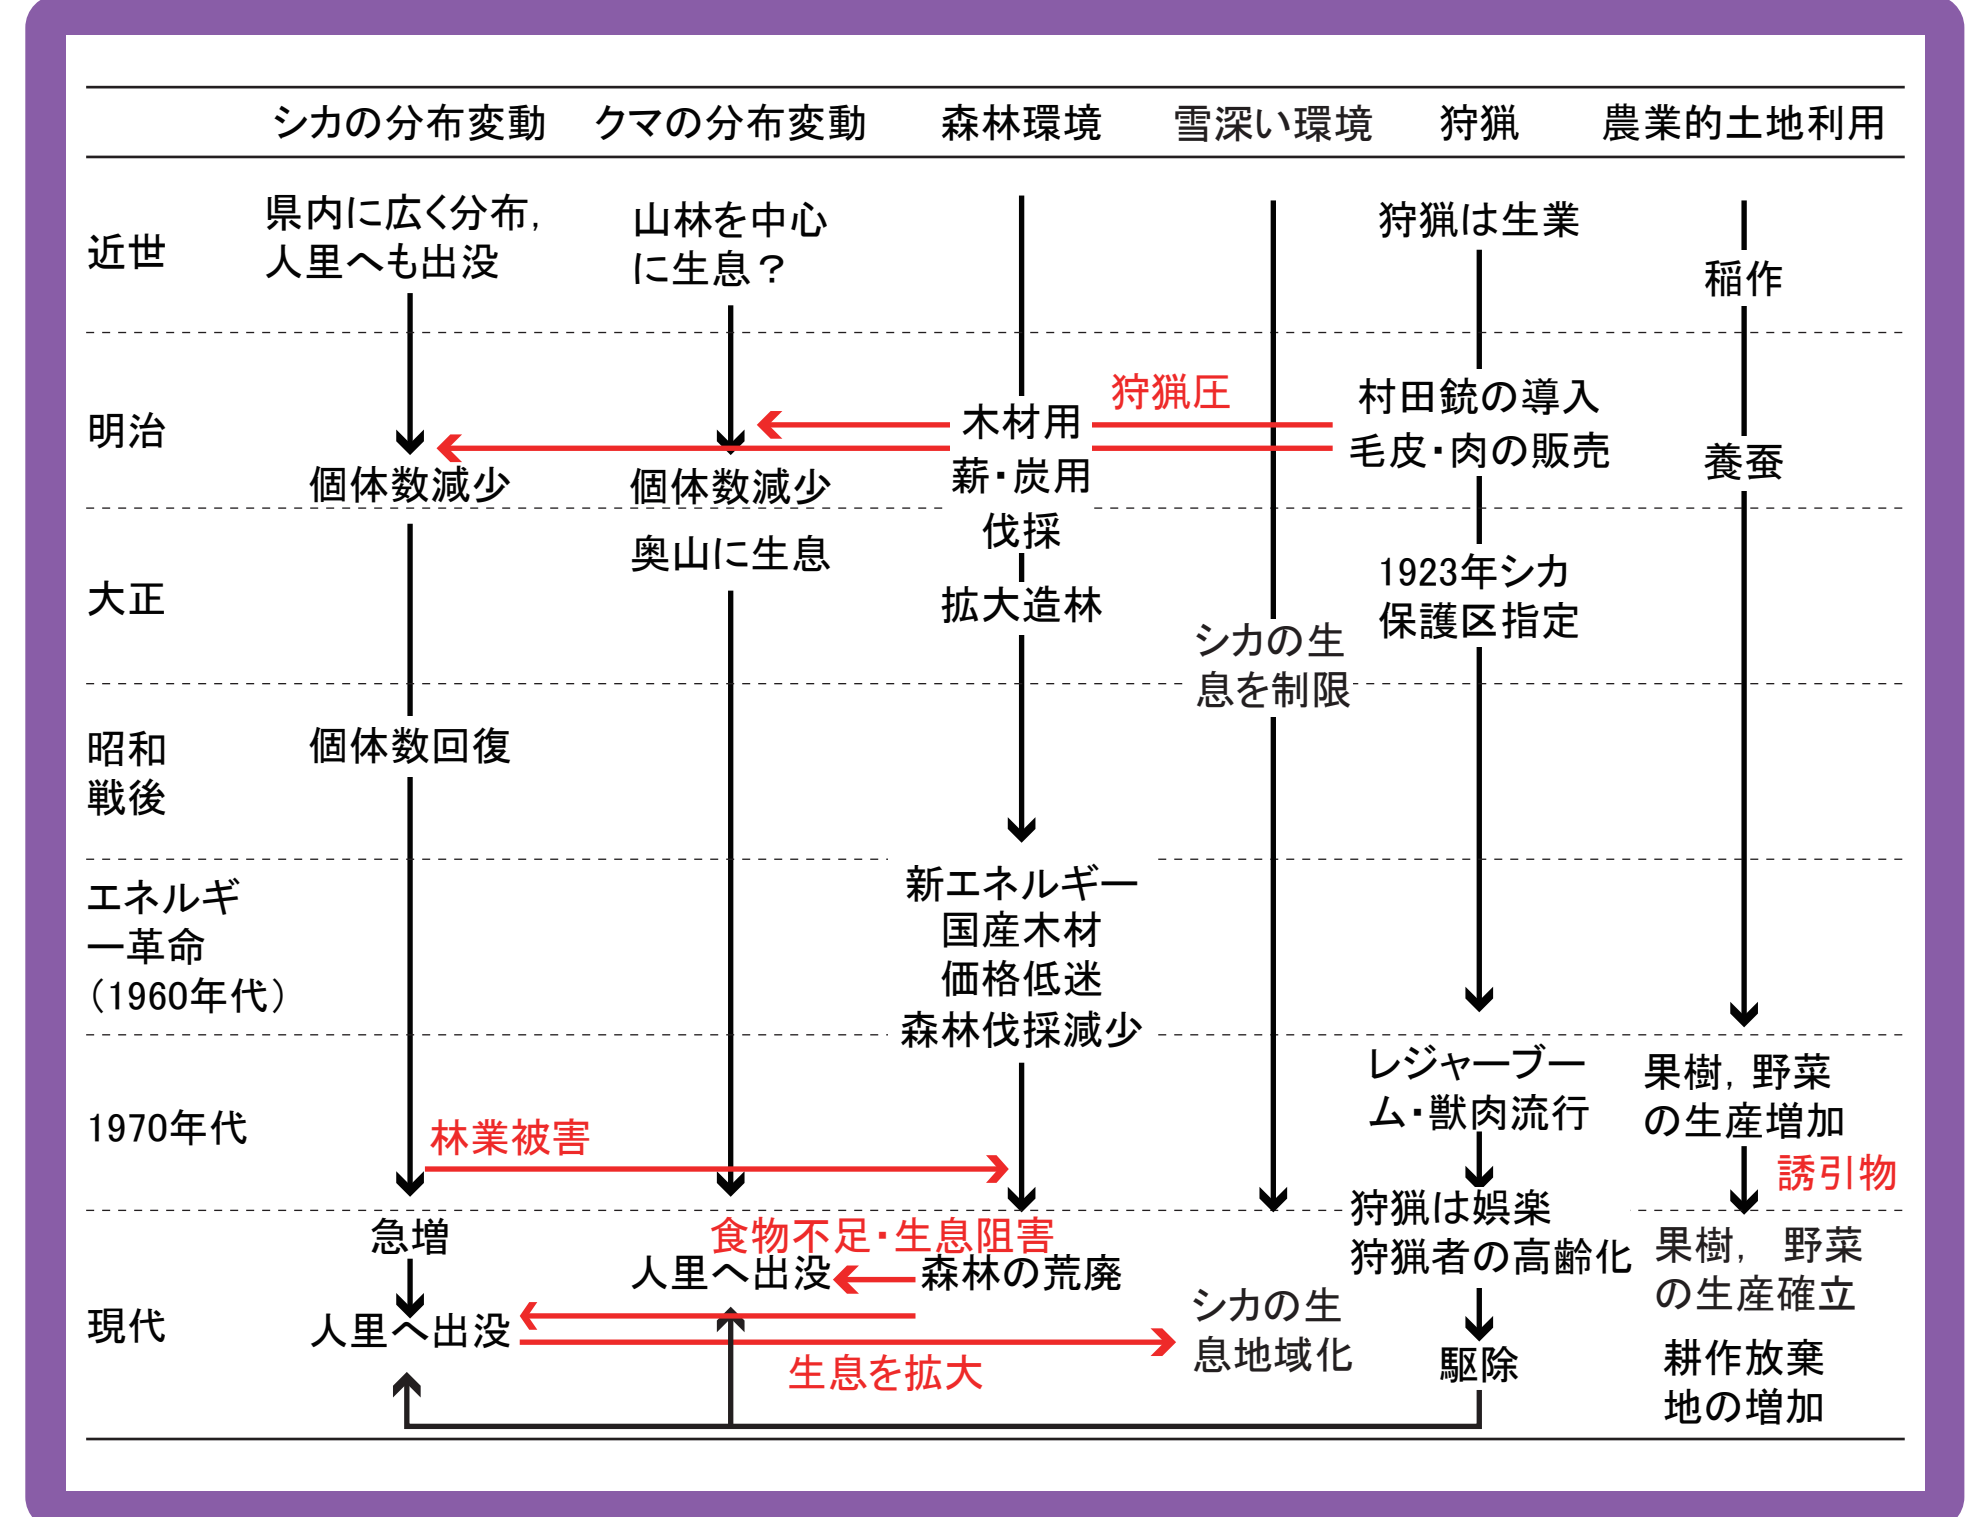 シカの分布変動 クマの分布変動 森林環境 雪深い環境 狩猟 農業的土地利用
近世
県内に広く分布,
人里へも出没
山林を中心
に生息？
狩猟は生業
稲作
明治
個体数減少
個体数減少
木材用
薪・炭用
伐採
狩猟圧
村田銃の導入
毛皮・肉の販売
養蚕
大正
奥山に生息
拡大造林
シカの生
息を制限
1923年シカ
保護区指定
昭和
戦後
個体数回復
エネルギ
ー革命
（1960年代）
新エネルギー
国産木材
価格低迷
森林伐採減少
1970年代
林業被害
レジャーブー
ム・獣肉流行
果樹, 野菜
の生産増加
誘引物
現代
急増
人里へ出没
食物不足・生息阻害
人里へ出没
森林の荒廃
生息を拡大
シカの生
息地域化
狩猟は娯楽
狩猟者の高齢化
駆除
果樹, 野菜
の生産確立
耕作放棄
地の増加